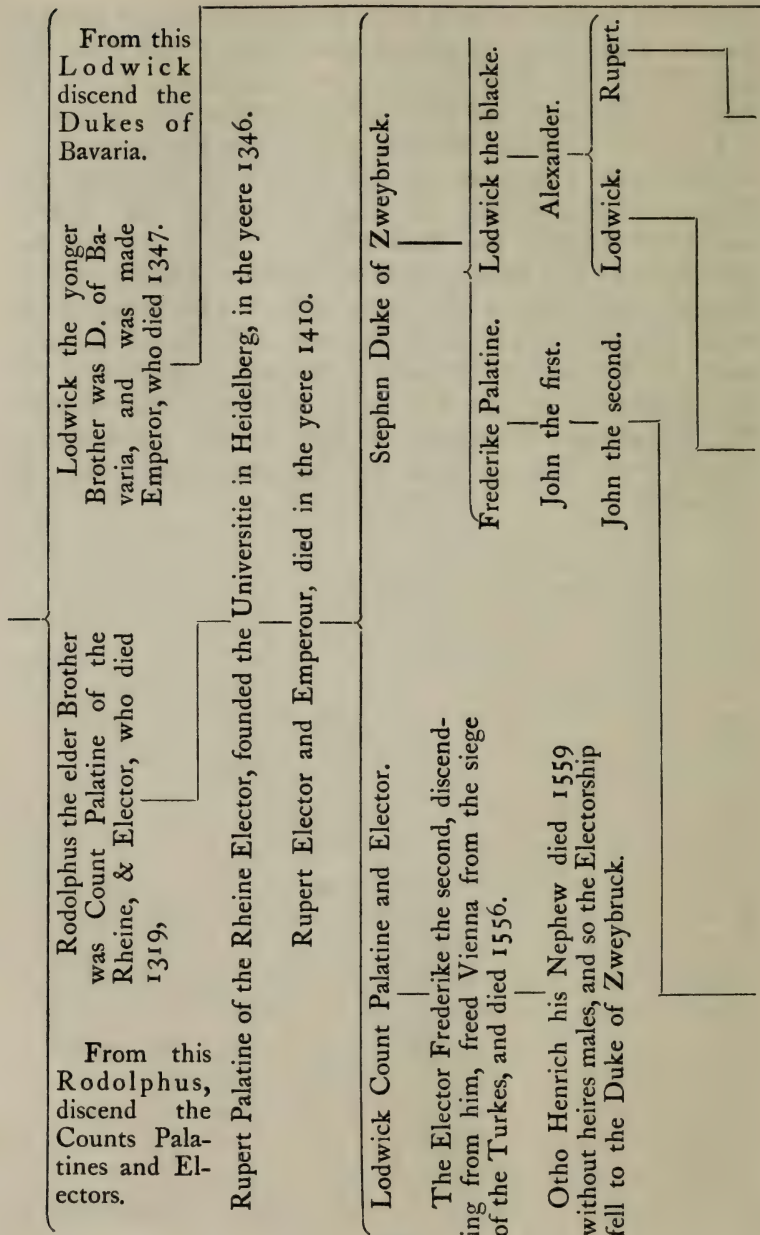 From this
Rodolphus,
discend the
Counts Pala-
tines and El-
ectors.
Rodolphus the elder Brother
was Count Palatine of the
Rheine, & Elector, who died
1319,
Lodwick the yonger
Brother was D. of Ba-
varia, and was made
Emperor, who died 1347.
From this
Lodwick
discend the
Dukes of
Bavaria.
Rupert Palatine of the Rheine Elector, founded the Universitie in Heidelberg, in the yeere 1346.
Rupert Elector and Emperour, died in the yeere 1410.
Lodwick Count Palatine and Elector.
The Elector Frederike the second, discend-
ing from him, freed Vienna from the siege
of the Turkes, and died 1556.
Otho Henrich his Nephew died 1559
without heires males, and so the Electorship
fell to the Duke of Zweybruck.
Stephen Duke of Zweybruck.
Frederike Palatine.
Lodwick the blacke.
John the first.
Alexander.
John the second.
Lodwick.
Rupert.